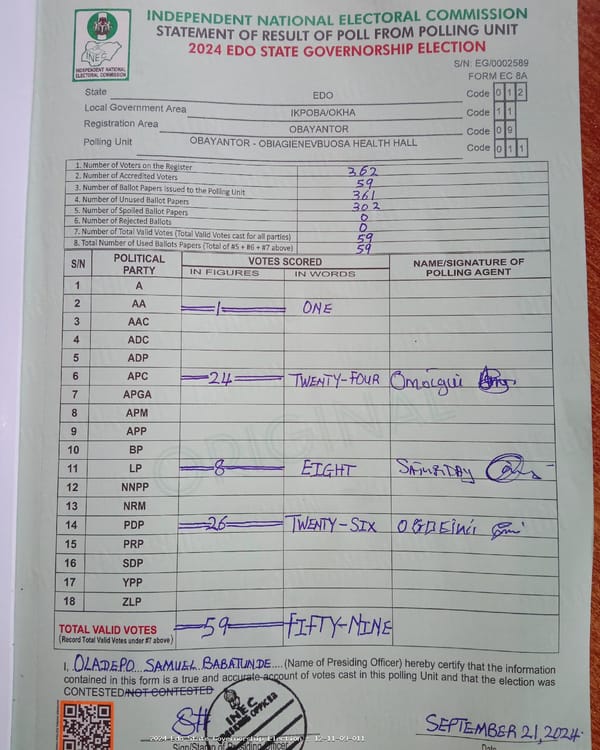 INDEPENDENT NATIONAL ELECTORAL COMMISSION
STATEMENT OF RESULT OF POLL FROM POLLING UNIT
2024 EDO STATE GOVERNORSHIP ELECTION
INEC
INDEPENDENT NATIONAL
ELECTORAL COMMISSION
S/N: EG/0002589
FORM EC 8A
State EDO Code 0 1 2
Local Government Area IKPOBA/OKHA Code 1 1
Registration Area OBAYANTOR Code 0 9
Polling Unit OBAYANTOR - OBIAGIENEVBUOSA HEALTH HALL Code 0 1 1
1. Number of Voters on the Register 362
2. Number of Accredited Voters 59
3. Number of Ballot Papers issued to the Polling Unit 361
4. Number of Unused Ballot Papers 302
5. Number of Spoiled Ballot Papers 0
6. Number of Rejected Ballots 0
7. Number of Total Valid Votes (Total Valid Votes cast for all parties) 59
8. Total Number of Used Ballots Papers (Total of #5 + #6 + #7 above) 59
S/N POLITICAL PARTY VOTES SCORED NAME/SIGNATURE OF POLLING AGENT
IN FIGURES IN WORDS
1 A
2 AA 1 ONE
3 AAC
4 ADC
5 ADP
6 APC 24 TWENTY-FOUR Omoigui
7 APGA
8 APM
9 APP
10 BP
11 LP 8 EIGHT
12 NNPP
13 NRM
14 PDP 26 TWENTY-SIX
15 PRP
16 SDP
17 YPP
18 ZLP
ORIGINAL
TOTAL VALID VOTES 59 FIFTY-NINE
(Record Total Valid Votes under #7 above)
I, OLADEPO SAMUEL BABATUNDE (Name of Presiding Officer) hereby certify that the information
contained in this form is a true and accurate account of votes cast in this polling Unit and that the election was
CONTESTED/NOT CONTESTED
INEC
SEPTEMBER 21, 2024
2024 Edo State Governorship Election - 12-11-09-011
Sign/Stamp of Presiding Officer Date